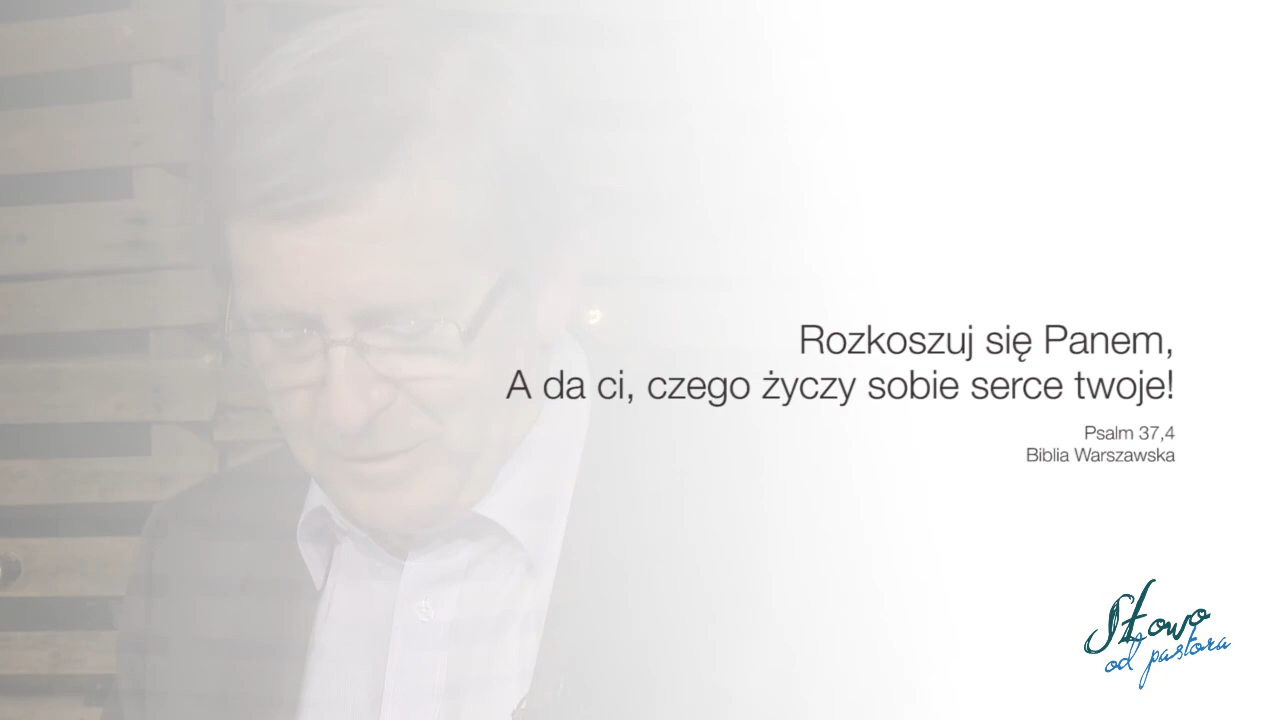 Rozkoszuj się Panem,
A da ci, czego życzy sobie serce twoje!
Psalm 37,4
Biblia Warszawska
Słowo
od pastora